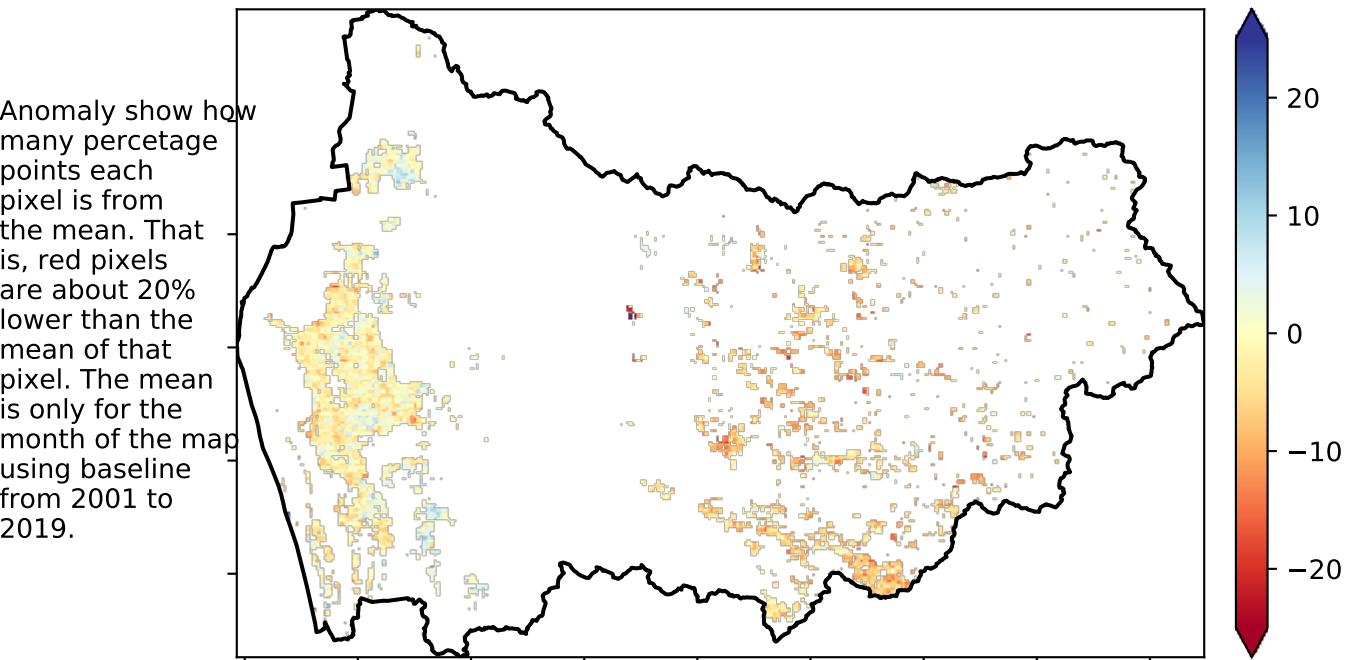 Anomaly show how
many percetage
points each
pixel is from
the mean. That
is, red pixels
are about 20%
lower than the
mean of that
pixel. The mean
is only for the
month of the map
using baseline
from 2001 to
2019.
20
10
0
−10
−20